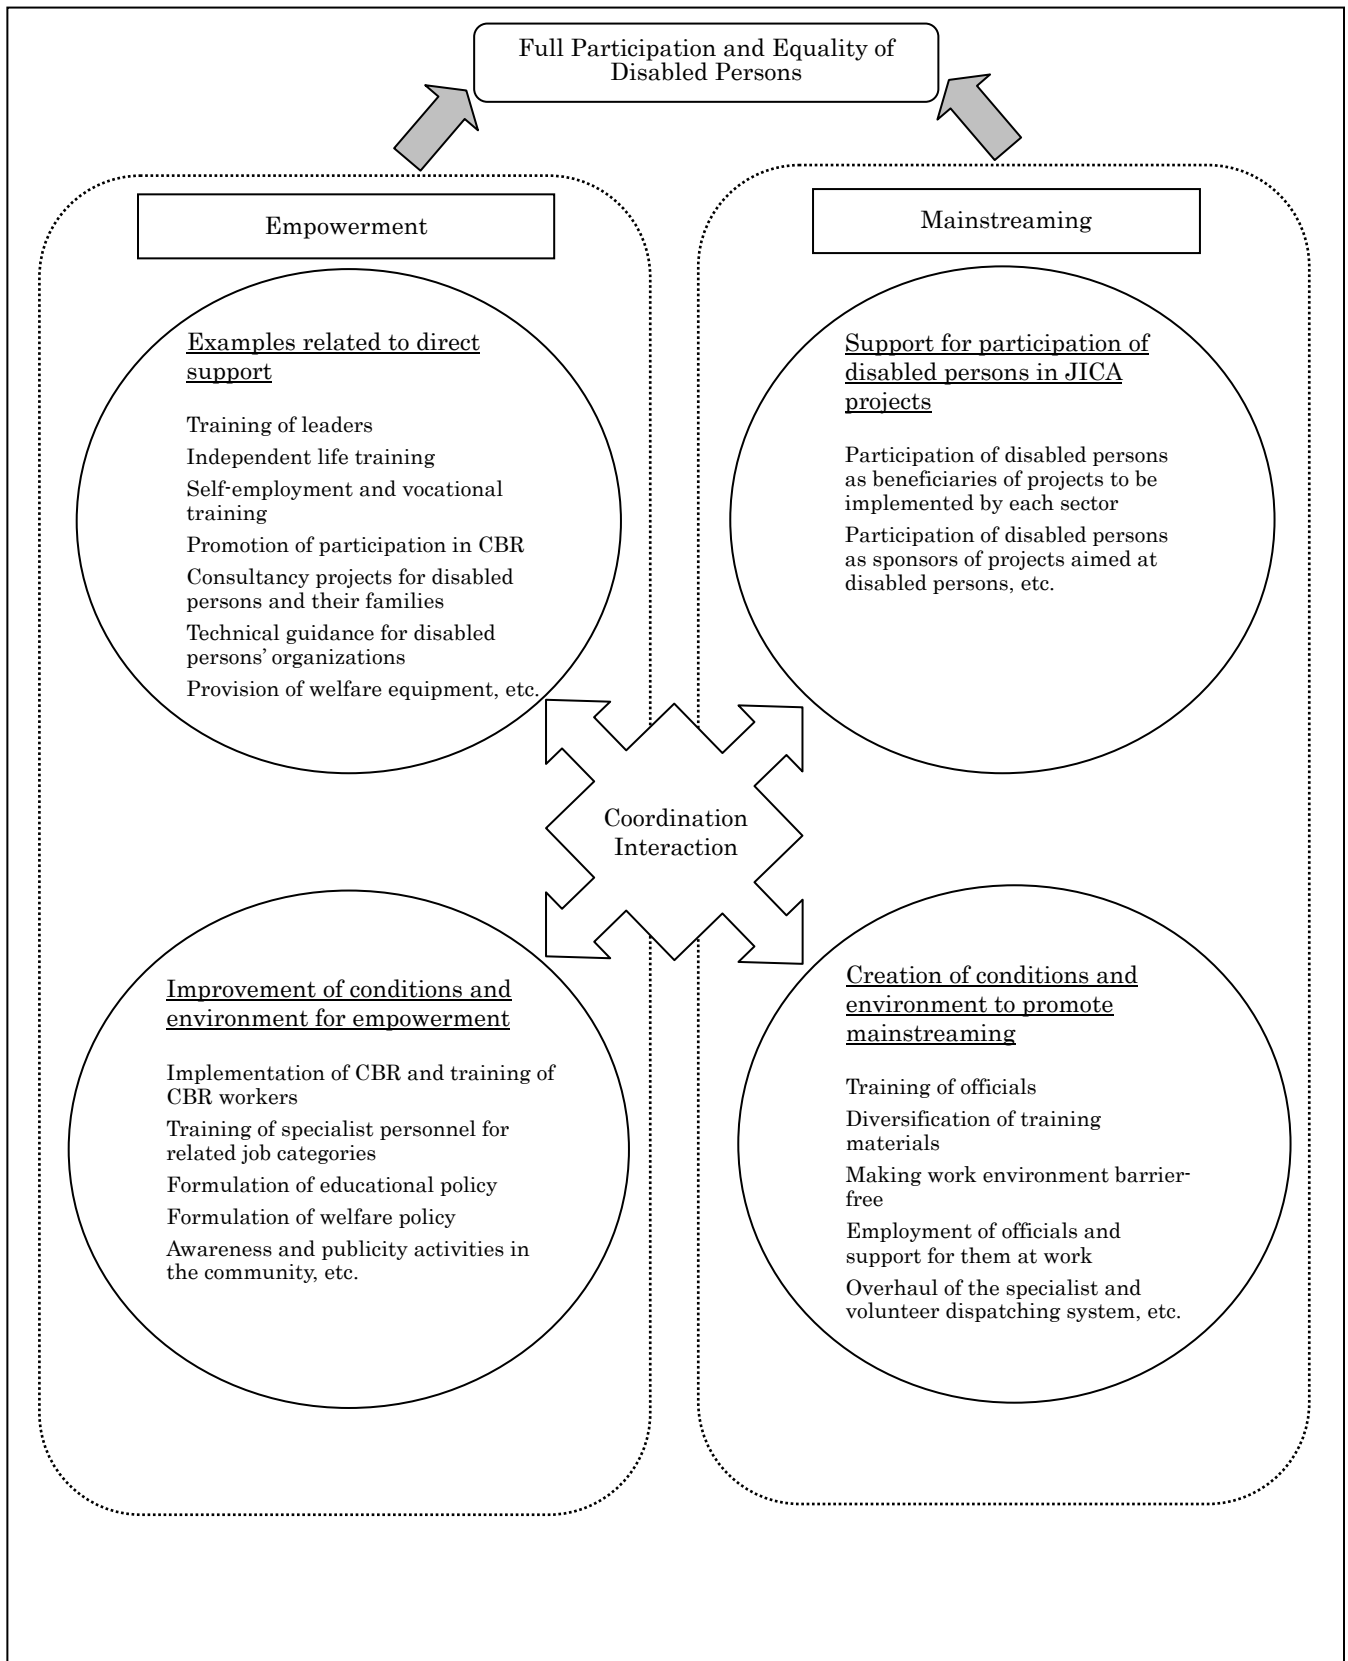 Full Participation and Equality of
Disabled Persons
Empowerment
Examples related to direct
support
Training of leaders
Independent life training
Self-employment and vocational
training
Promotion of participation in CBR
Consultancy projects for disabled
persons and their families
Technical guidance for disabled
persons’ organizations
Provision of welfare equipment, etc.
Mainstreaming
Support for participation of
disabled persons in JICA
projects
Participation of disabled persons
as beneficiaries of projects to be
implemented by each sector
Participation of disabled persons
as sponsors of projects aimed at
disabled persons, etc.
Coordination
Interaction
Improvement of conditions and
environment for empowerment
Implementation of CBR and training of
CBR workers
Training of specialist personnel for
related job categories
Formulation of educational policy
Formulation of welfare policy
Awareness and publicity activities in
the community, etc.
Creation of conditions and
environment to promote
mainstreaming
Training of officials
Diversification of training
materials
Making work environment barrier-
free
Employment of officials and
support for them at work
Overhaul of the specialist and
volunteer dispatching system, etc.